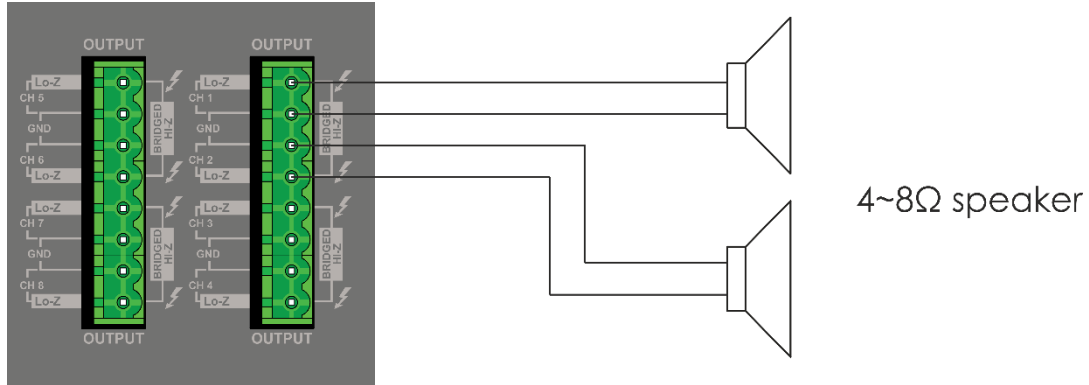 OUTPUT OUTPUT
Lo-Z Lo-Z
CH 5 CH 1
GND BRIDGED HI-Z GND BRIDGED HI-Z
CH 6 CH 2
Lo-Z Lo-Z
4~8Ω speaker
Lo-Z Lo-Z
CH 7 CH 3
GND BRIDGED HI-Z GND BRIDGED HI-Z
CH 8 CH 4
Lo-Z Lo-Z
OUTPUT OUTPUT